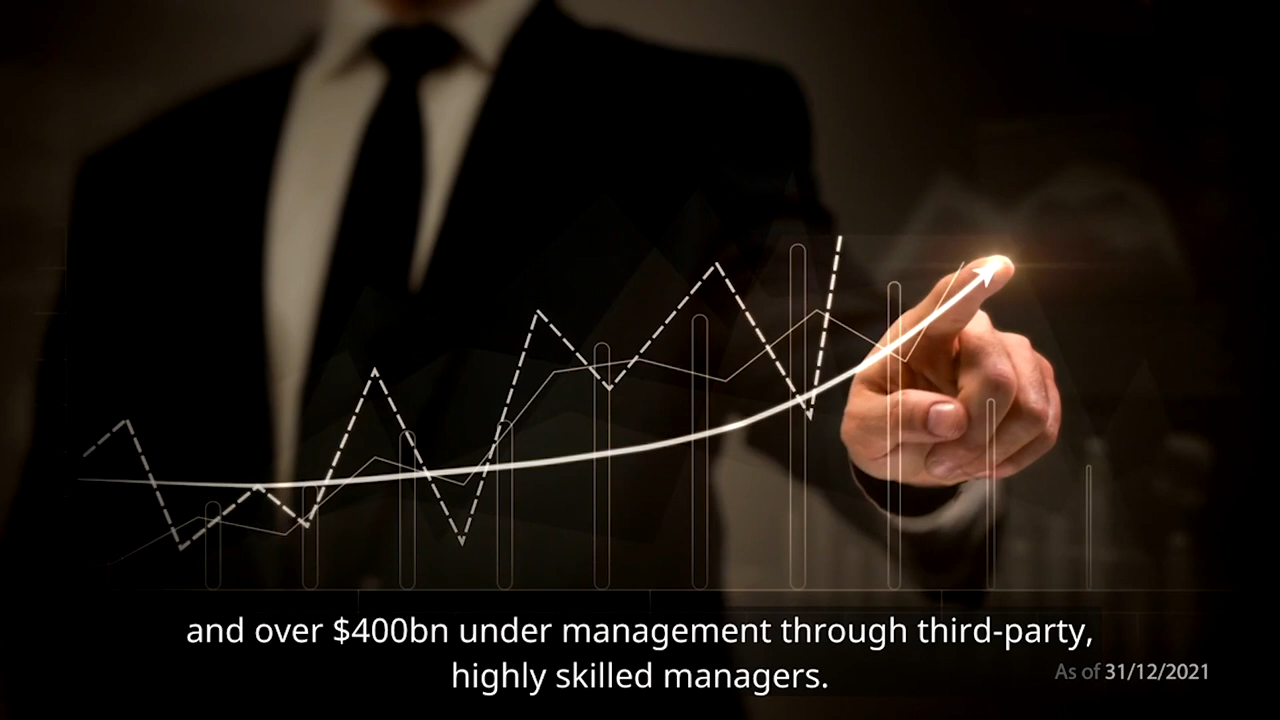 and over $400bn under management through third-party,
highly skilled managers.
As of 31/12/2021